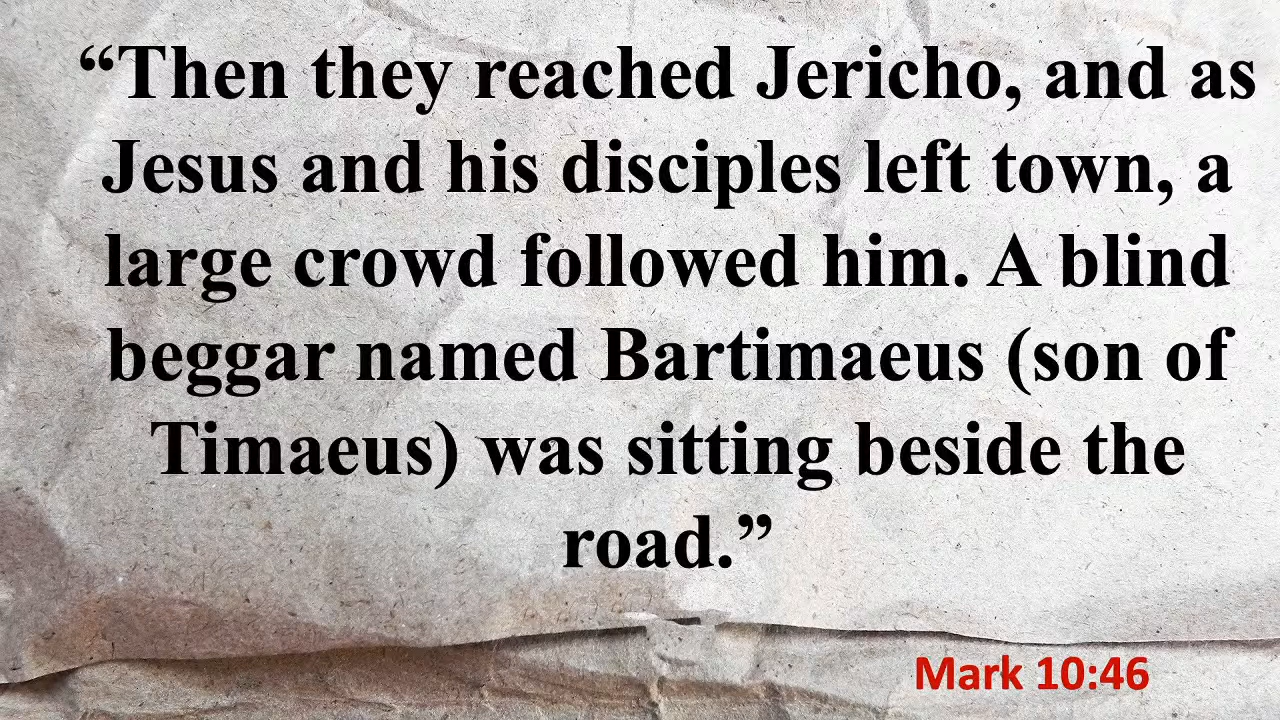 “Then they reached Jericho, and as
Jesus and his disciples left town, a
large crowd followed him. A blind
beggar named Bartimaeus (son of
Timaeus) was sitting beside the
road.”
Mark 10:46